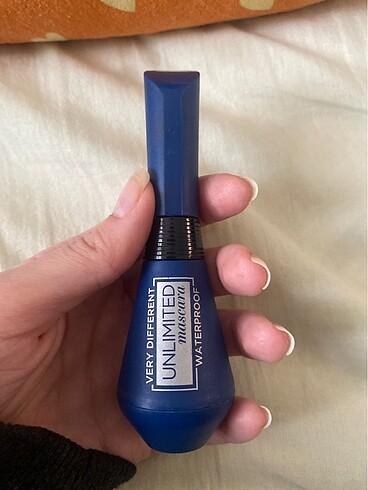 VERY DIFFERENT
UNLIMITED
mascara
WATERPROOF